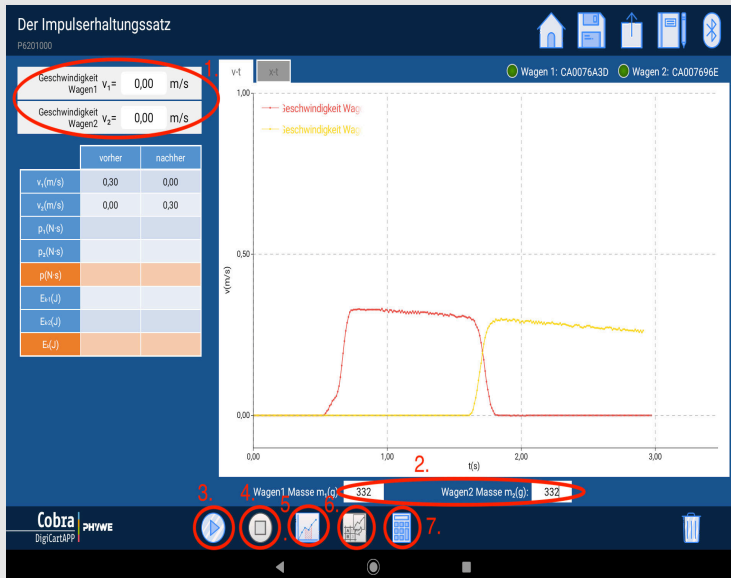 Der Impulserhaltungssatz
P6201000
1.
Geschwindigkeit Wagen1 v₁= 0,00 m/s
Geschwindigkeit Wagen2 v₂= 0,00 m/s
vorher nachher
v₁(m/s) 0,30 0,00
v₂(m/s) 0,00 0,30
p₁(N·s)
p₂(N·s)
p(N·s)
Eₖ₁(J)
Eₖ₂(J)
Eₖ(J)
v-t x-t
Wagen 1: CA0076A3D Wagen 2: CA007696E
1,00
Geschwindigkeit Wag
Geschwindigkeit Wag
0,50
v(m/s)
0,00
0,00 1,00 2,00 3,00
t(s)
2.
Wagen1 Masse m₁(g): 332 Wagen2 Masse m₂(g): 332
3. 4. 5. 6. 7.
Cobra PHYWE
DigiCartAPP